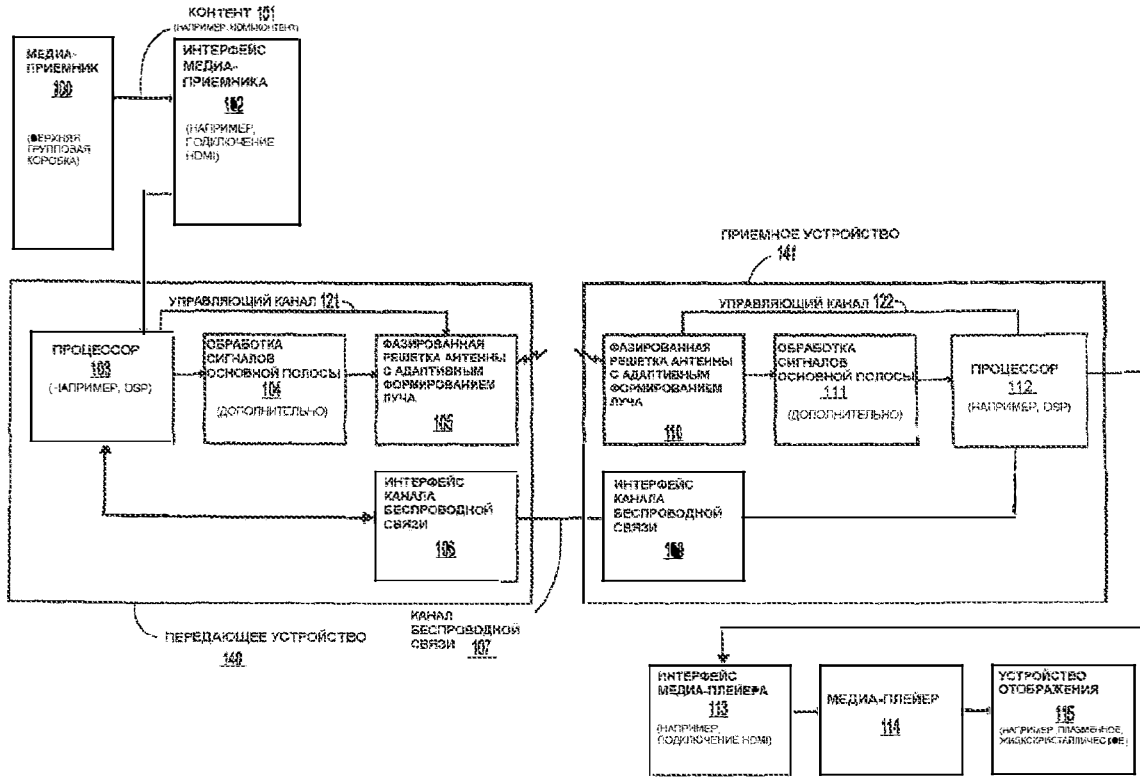 КОНТЕНТ 101
(НАПРИМЕР, HDMI-КОНТЕНТ)
МЕДИА-
ПРИЕМНИК
100
(ВЕРХНЯЯ
ГРУППОВАЯ
КОРОБКА)
ИНТЕРФЕЙС
МЕДИА-
ПРИЕМНИКА
102
(НАПРИМЕР,
ПОДКЛЮЧЕНИЕ
HDMI)
ПРИЕМНОЕ УСТРОЙСТВО
141
УПРАВЛЯЮЩИЙ КАНАЛ 121
ПРОЦЕССОР
103
(НАПРИМЕР, DSP)
ОБРАБОТКА
СИГНАЛОВ
ОСНОВНОЙ ПОЛОСЫ
104
(ДОПОЛНИТЕЛЬНО)
ФАЗИРОВАННАЯ
РЕШЕТКА АНТЕННЫ
С АДАПТИВНЫМ
ФОРМИРОВАНИЕМ
ЛУЧА
105
ИНТЕРФЕЙС
КАНАЛА
БЕСПРОВОДНОЙ
СВЯЗИ
106
УПРАВЛЯЮЩИЙ КАНАЛ 122
ФАЗИРОВАННАЯ
РЕШЕТКА АНТЕННЫ
С АДАПТИВНЫМ
ФОРМИРОВАНИЕМ
ЛУЧА
110
ОБРАБОТКА
СИГНАЛОВ
ОСНОВНОЙ ПОЛОСЫ
111
(ДОПОЛНИТЕЛЬНО)
ПРОЦЕССОР
112
(НАПРИМЕР, DSP)
ИНТЕРФЕЙС
КАНАЛА
БЕСПРОВОДНОЙ
СВЯЗИ
108
ПЕРЕДАЮЩЕЕ УСТРОЙСТВО
140
КАНАЛ
БЕСПРОВОДНОЙ
СВЯЗИ 107
ИНТЕРФЕЙС
МЕДИА-ПЛЕЙЕРА
113
(НАПРИМЕР,
ПОДКЛЮЧЕНИЕ HDMI)
МЕДИА-ПЛЕЙЕР
114
УСТРОЙСТВО
ОТОБРАЖЕНИЯ
115
(НАПРИМЕР, ПЛАЗМЕННОЕ,
ЖИДКОКРИСТАЛЛИЧЕСКОЕ)